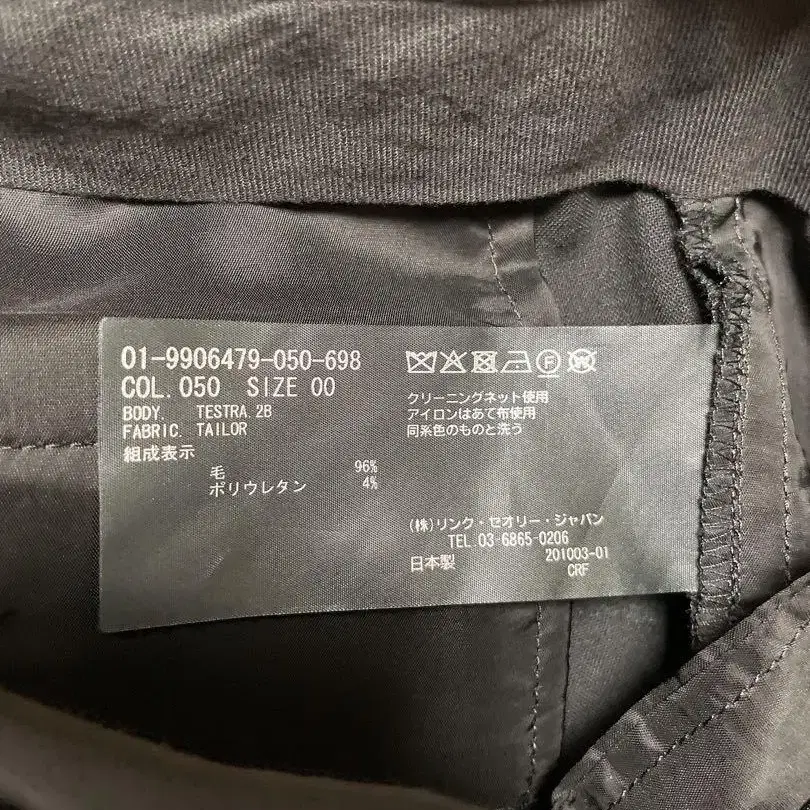 01-9906479-050-698
COL. 050 SIZE 00
BODY. TESTRA 2B
FABRIC. TAILOR
組成表示
毛 96%
ポリウレタン 4%
クリーニングネット使用
アイロンはあて布使用
同系色のものと洗う
(株)リンク・セオリー・ジャパン
TEL 03-6865-0206
日本製 201003-01
CRF